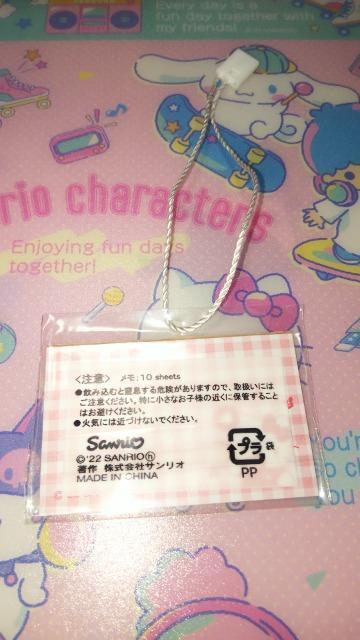 Every day is a
fun day together with
my friends!
rio characters
Enjoying fun days
together!
<注意> メモ:10 sheets
●飲み込むと窒息する危険がありますので、取扱いには
ご注意ください。特に小さなお子様の近くに保管すること
はお避けください。
●火気には近づけないでください。
Sanrio
©'22 SANRIO ⓗ
著作 株式会社サンリオ
MADE IN CHINA
プラ
袋
PP
you're